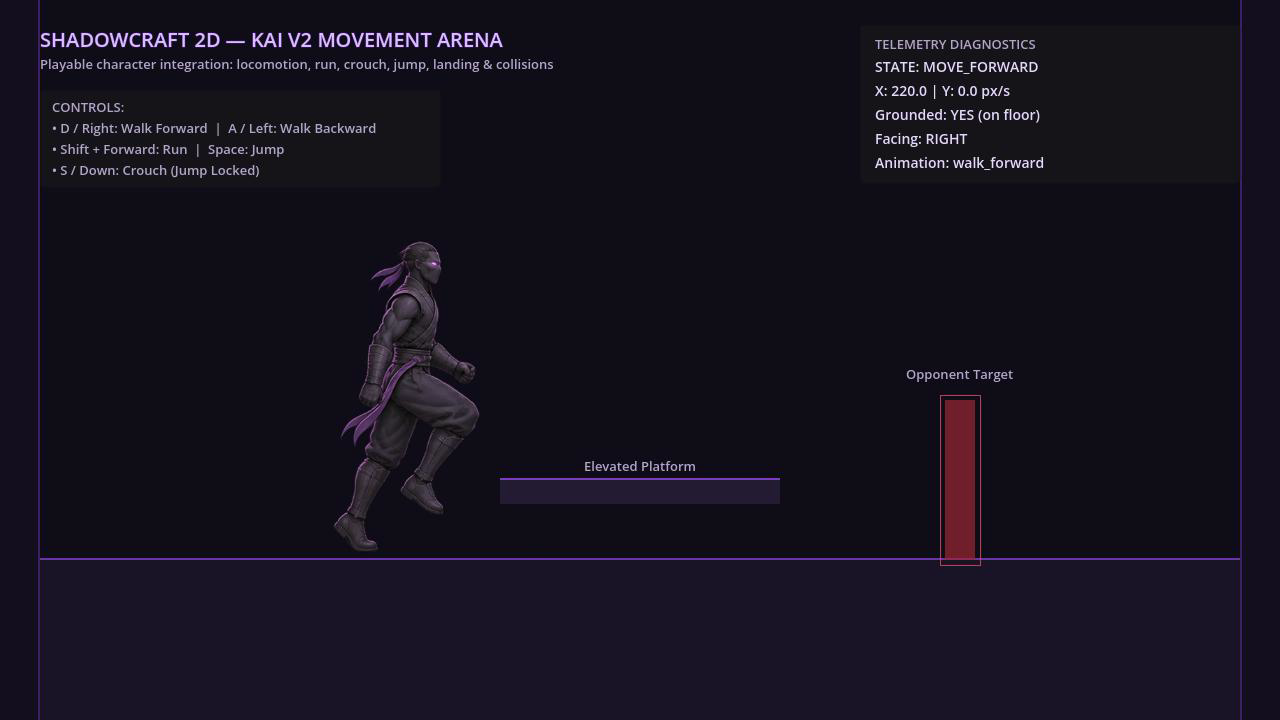 SHADOWCRAFT 2D — KAI V2 MOVEMENT ARENA
Playable character integration: locomotion, run, crouch, jump, landing & collisions
CONTROLS:
• D / Right: Walk Forward | A / Left: Walk Backward
• Shift + Forward: Run | Space: Jump
• S / Down: Crouch (Jump Locked)
TELEMETRY DIAGNOSTICS
STATE: MOVE_FORWARD
X: 220.0 | Y: 0.0 px/s
Grounded: YES (on floor)
Facing: RIGHT
Animation: walk_forward
Opponent Target
Elevated Platform